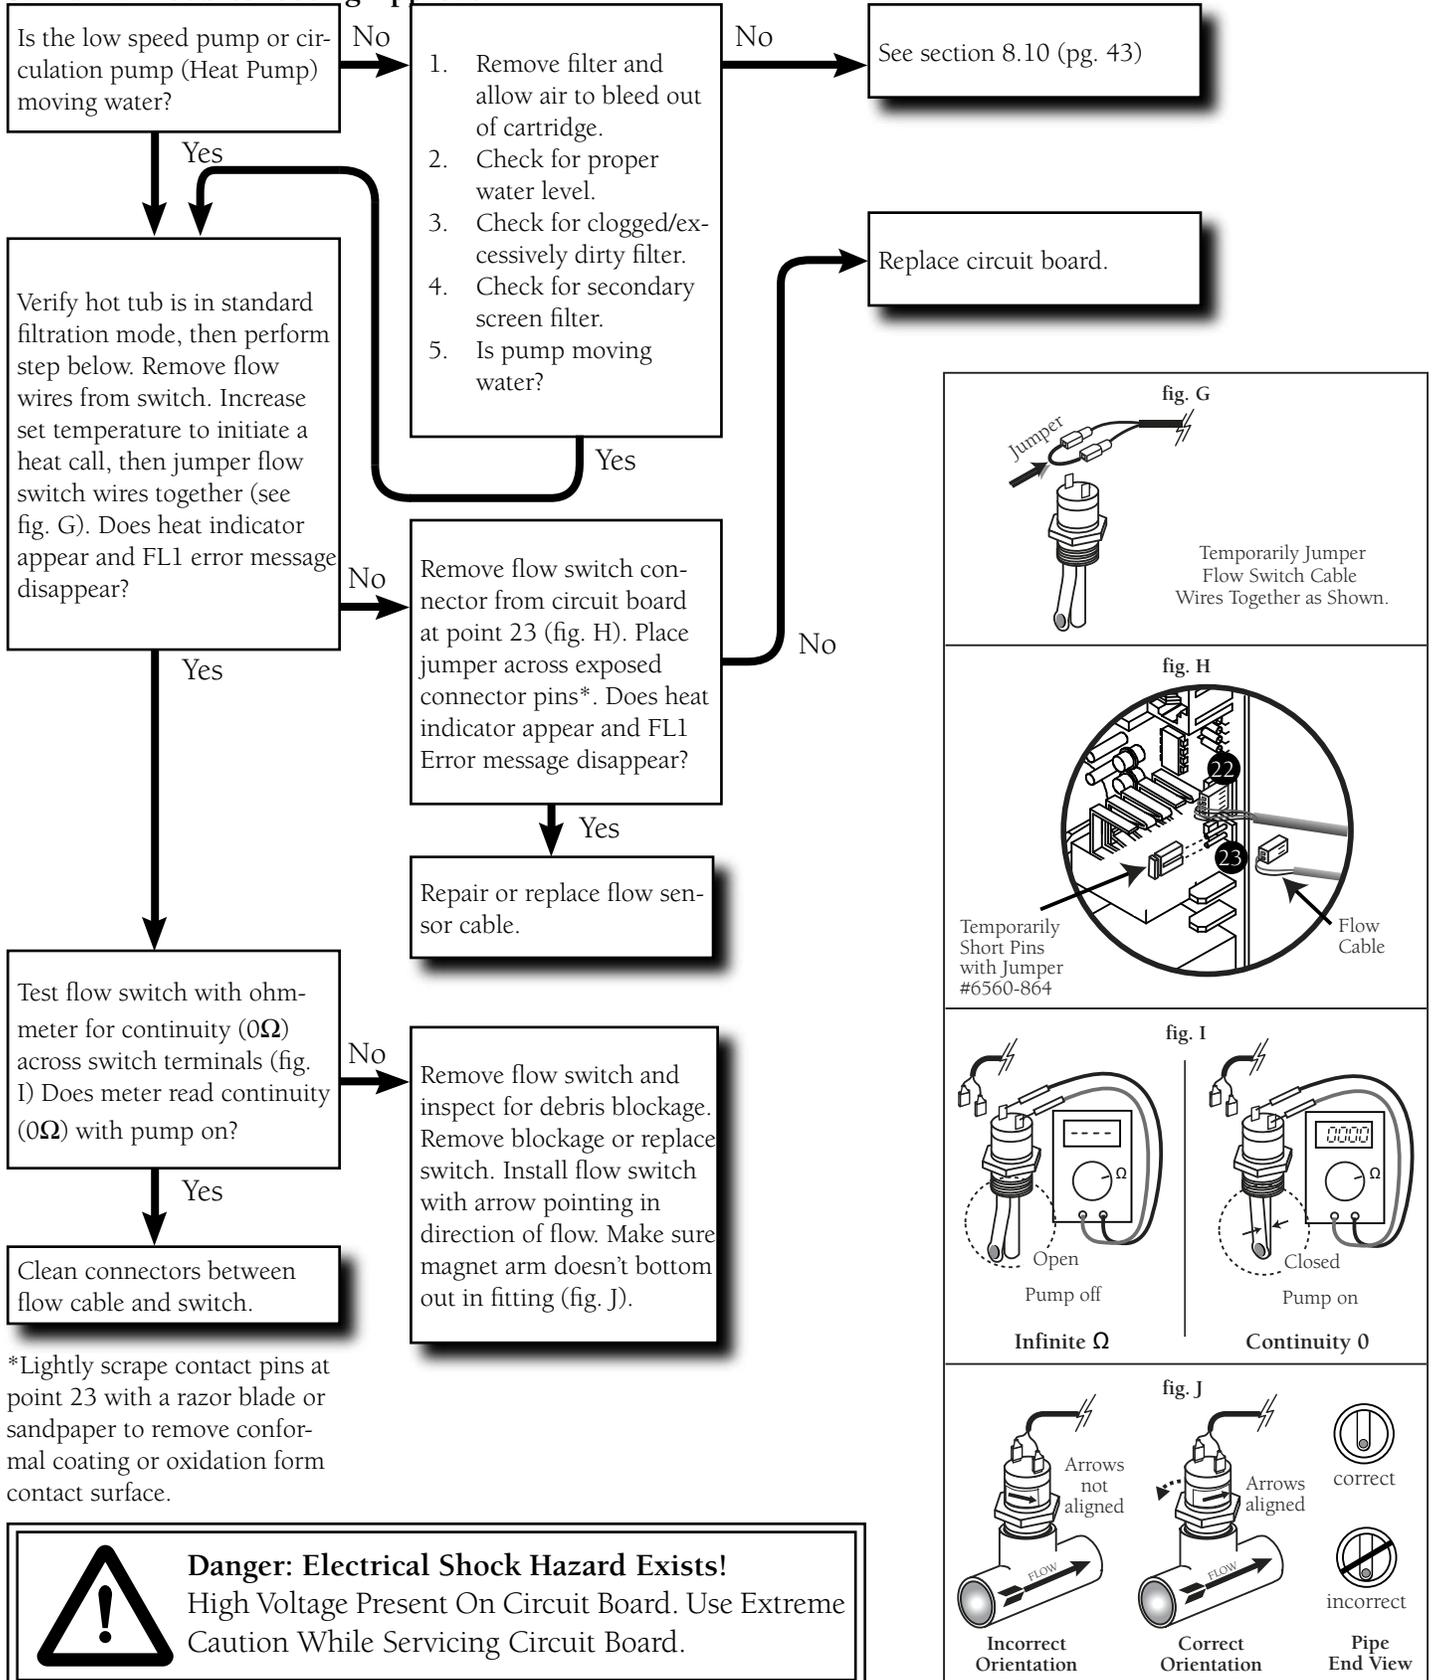 Is the low speed pump or cir-
culation pump (Heat Pump)
moving water?
No
Yes
1. Remove filter and
allow air to bleed out
of cartridge.
2. Check for proper
water level.
3. Check for clogged/ex-
cessively dirty filter.
4. Check for secondary
screen filter.
5. Is pump moving
water?
No
Yes
See section 8.10 (pg. 43)
Replace circuit board.
Verify hot tub is in standard
filtration mode, then perform
step below. Remove flow
wires from switch. Increase
set temperature to initiate a
heat call, then jumper flow
switch wires together (see
fig. G). Does heat indicator
appear and FL1 error message
disappear?
No
Yes
Remove flow switch con-
nector from circuit board
at point 23 (fig. H). Place
jumper across exposed
connector pins*. Does heat
indicator appear and FL1
Error message disappear?
No
Yes
Repair or replace flow sen-
sor cable.
Test flow switch with ohm-
meter for continuity (0Ω)
across switch terminals (fig.
I) Does meter read continuity
(0Ω) with pump on?
No
Yes
Remove flow switch and
inspect for debris blockage.
Remove blockage or replace
switch. Install flow switch
with arrow pointing in
direction of flow. Make sure
magnet arm doesn't bottom
out in fitting (fig. J).
Clean connectors between
flow cable and switch.
*Lightly scrape contact pins at
point 23 with a razor blade or
sandpaper to remove confor-
mal coating or oxidation form
contact surface.
Danger: Electrical Shock Hazard Exists!
High Voltage Present On Circuit Board. Use Extreme
Caution While Servicing Circuit Board.
fig. G
Jumper
Temporarily Jumper
Flow Switch Cable
Wires Together as Shown.
fig. H
22
23
Temporarily
Short Pins
with Jumper
#6560-864
Flow
Cable
fig. I
----
Ω
Open
Pump off
Infinite Ω
0000
Ω
Closed
Pump on
Continuity 0
fig. J
Arrows
not
aligned
FLOW
Incorrect
Orientation
Arrows
aligned
FLOW
Correct
Orientation
correct
incorrect
Pipe
End View